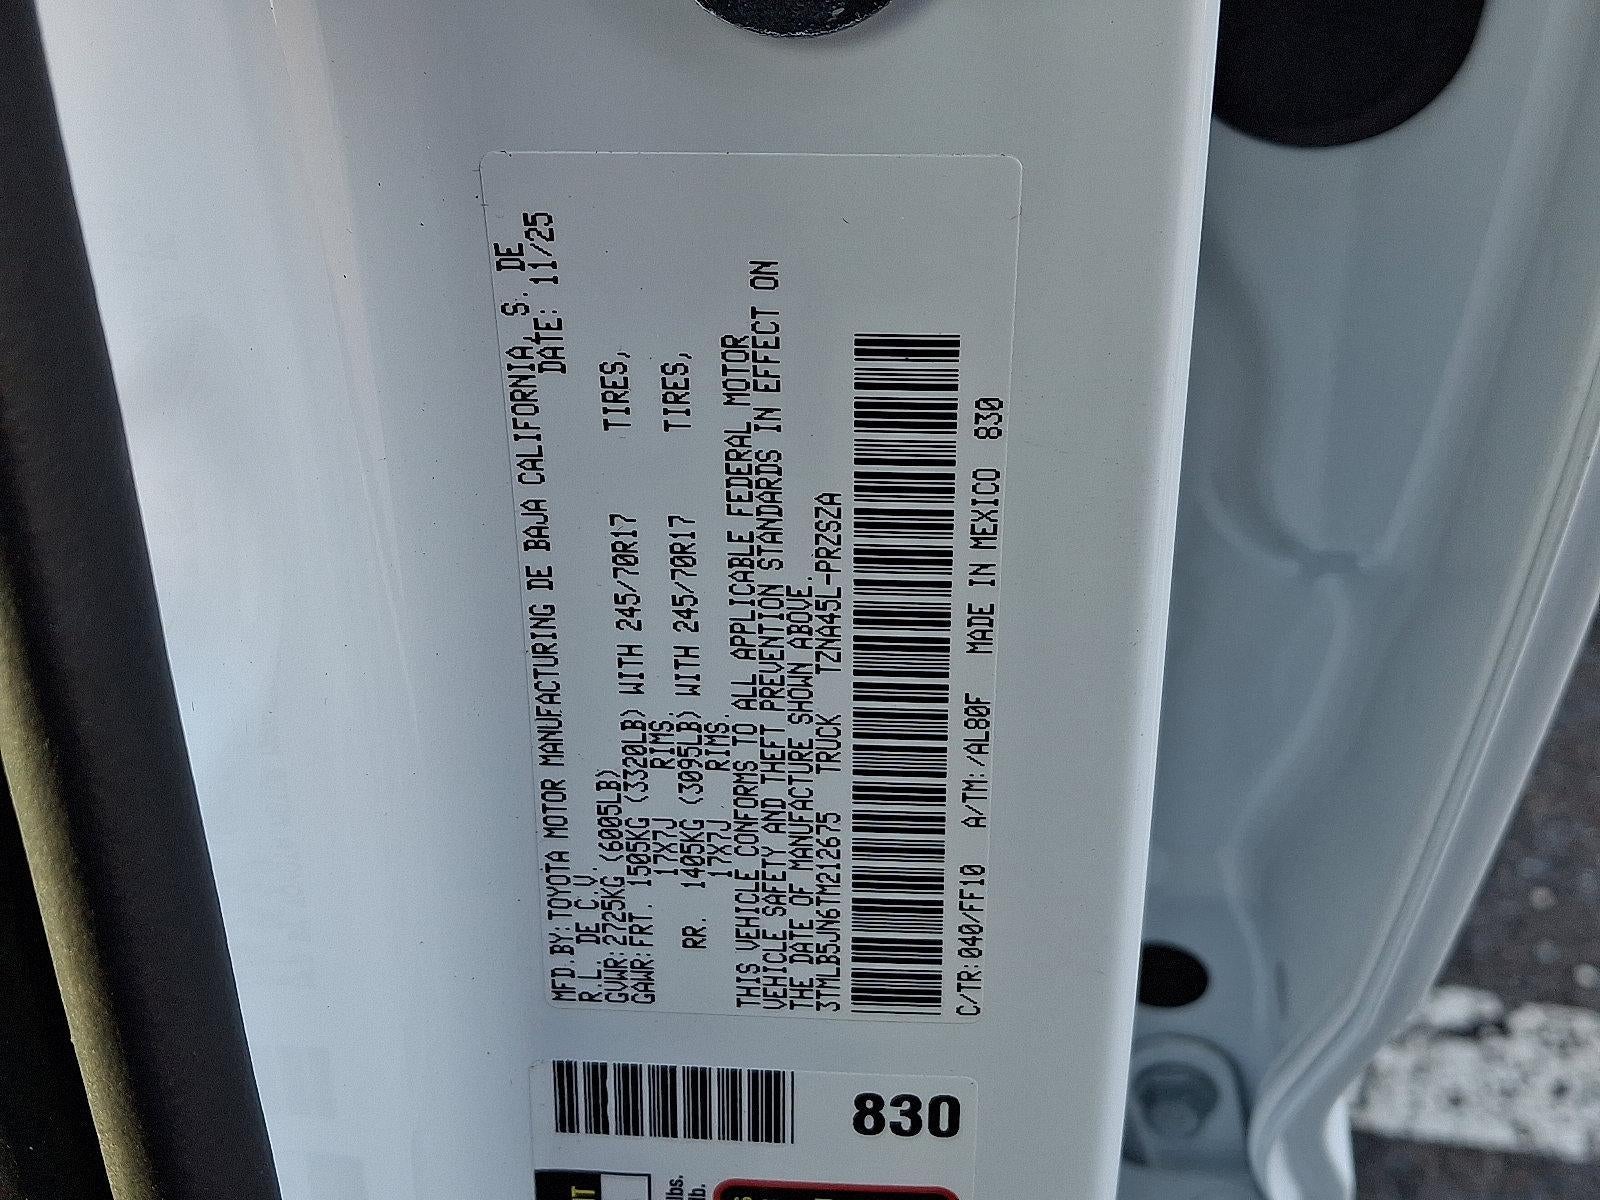 MFD.BY:TOYOTA MOTOR MANUFACTURING DE BAJA CALIFORNIA, S. DE
R.L. DE C.V. DATE: 11/25
GVWR:2725KG (6005LB)
GAWR:FRT. 1505KG (3320LB) WITH 245/70R17 TIRES,
17X7J RIMS.
RR. 1405KG (3095LB) WITH 245/70R17 TIRES,
17X7J RIMS.
THIS VEHICLE CONFORMS TO ALL APPLICABLE FEDERAL MOTOR
VEHICLE SAFETY AND THEFT PREVENTION STANDARDS IN EFFECT ON
THE DATE OF MANUFACTURE SHOWN ABOVE.
3TMLB5JN6TM212675 TRUCK TZNA45L-PRZSZA
C/TR:040/FF10 A/TM:/AL80F MADE IN MEXICO 830
830
lbs.
lb.